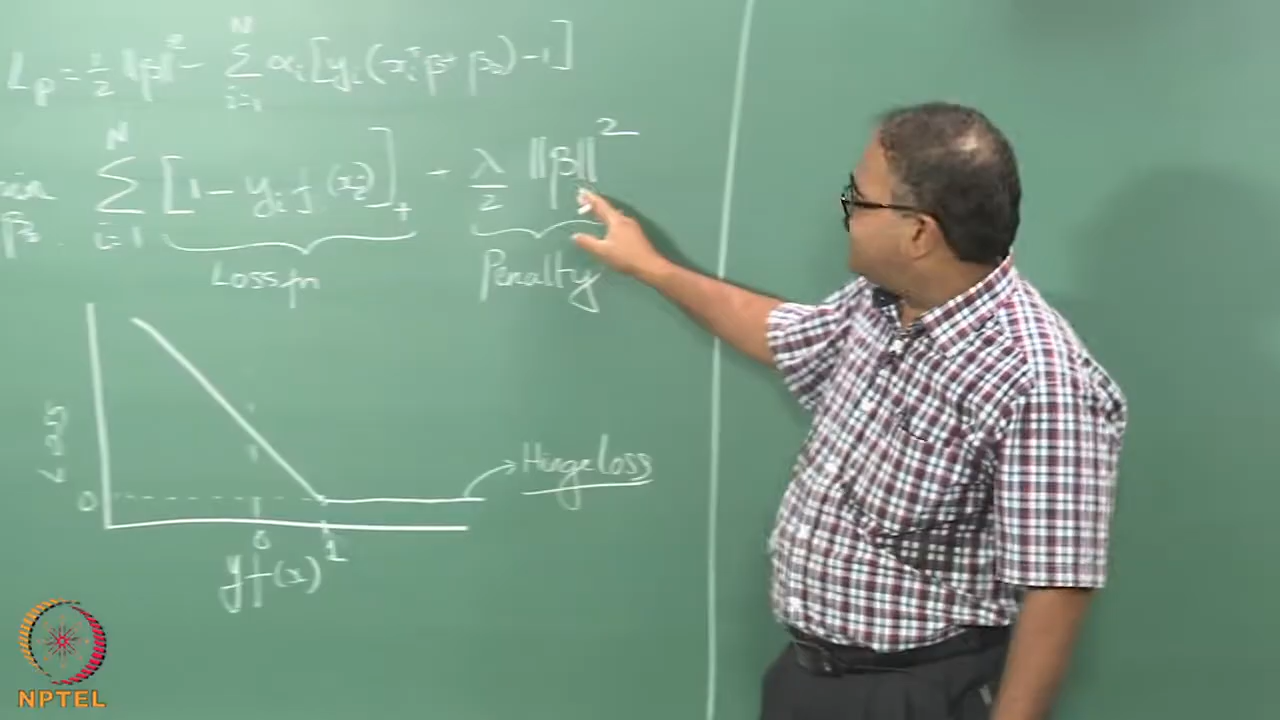 L_p = 1/2 ||β||² - Σ_{i=1}^{N} α_i [y_i (x_i^T β + β_0) - 1]
min β_0 Σ_{i=1}^{N} [1 - y_i f(x_i)]_+ - λ/2 ||β||²
Loss fn Penalty
Loss
Hinge loss
0
0 1
y f(x)
NPTEL